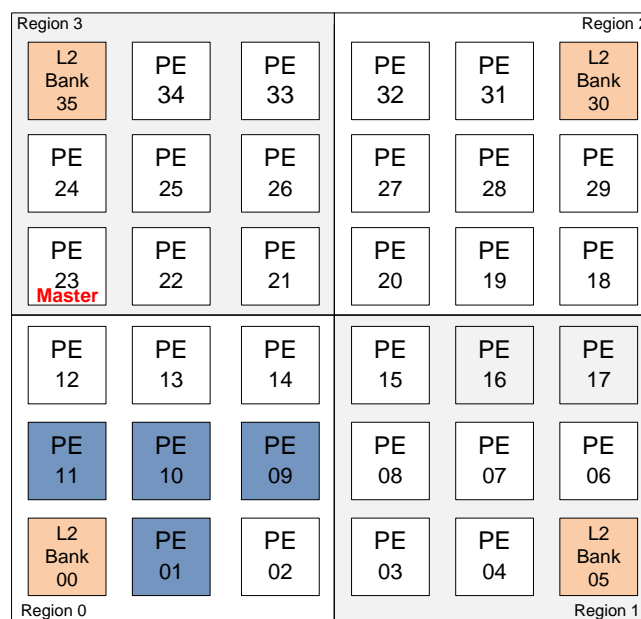 Region 3
Region 2
L2
Bank
35
PE
34
PE
33
PE
32
PE
31
L2
Bank
30
PE
24
PE
25
PE
26
PE
27
PE
28
PE
29
PE
23
Master
PE
22
PE
21
PE
20
PE
19
PE
18
PE
12
PE
13
PE
14
PE
15
PE
16
PE
17
PE
11
PE
10
PE
09
PE
08
PE
07
PE
06
L2
Bank
00
PE
01
PE
02
PE
03
PE
04
L2
Bank
05
Region 0
Region 1